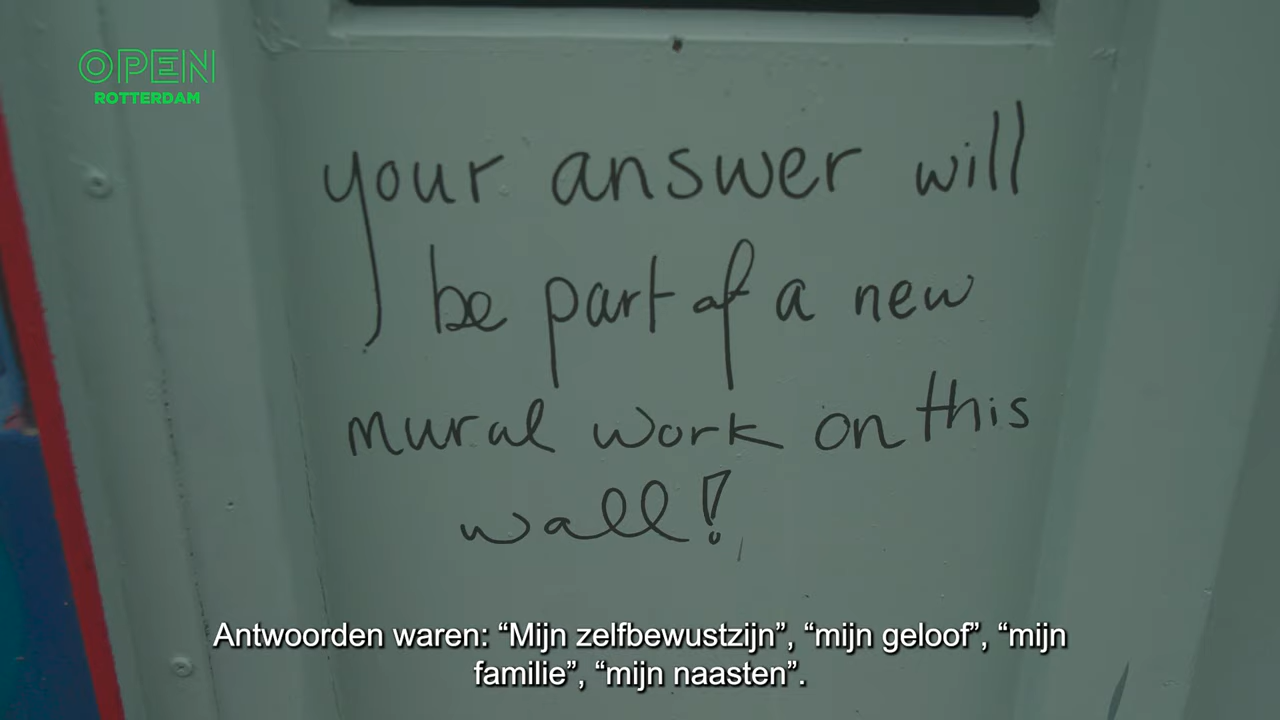 OPEN
ROTTERDAM
your answer will
be part of a new
mural work on this
wall!
Antwoorden waren: “Mijn zelfbewustzijn”, “mijn geloof”, “mijn
familie”, “mijn naasten”.